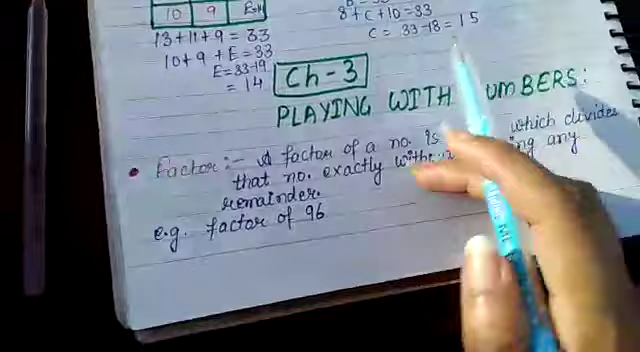 10 9 E=14
13+11+9=33
10+9+E=33
E=33-19
= 14
8+C+10=33
C= 33-18=15
Ch-3
PLAYING WITH UMBERS:
• Factor:- A factor of a no. is which divides
that no. exactly any
remainder.
e.g. factor of 96